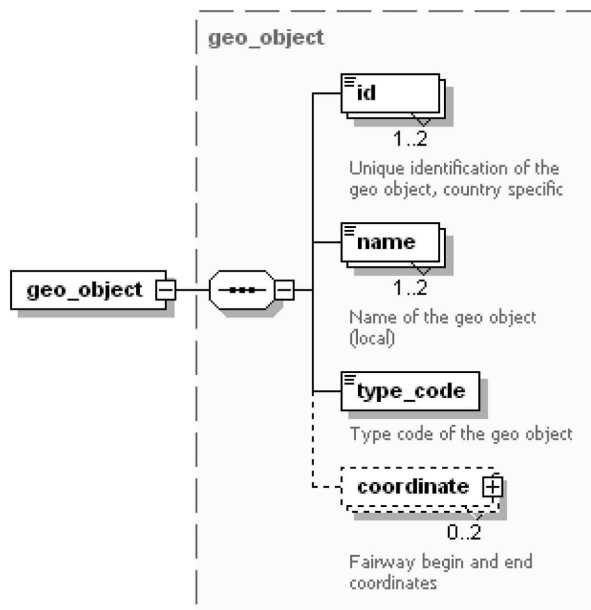 geo_object
id
1..2
Unique identification of the
geo object, country specific
name
1..2
Name of the geo object
(local)
geo_object
type_code
Type code of the geo object
coordinate
0..2
Fairway begin and end
coordinates